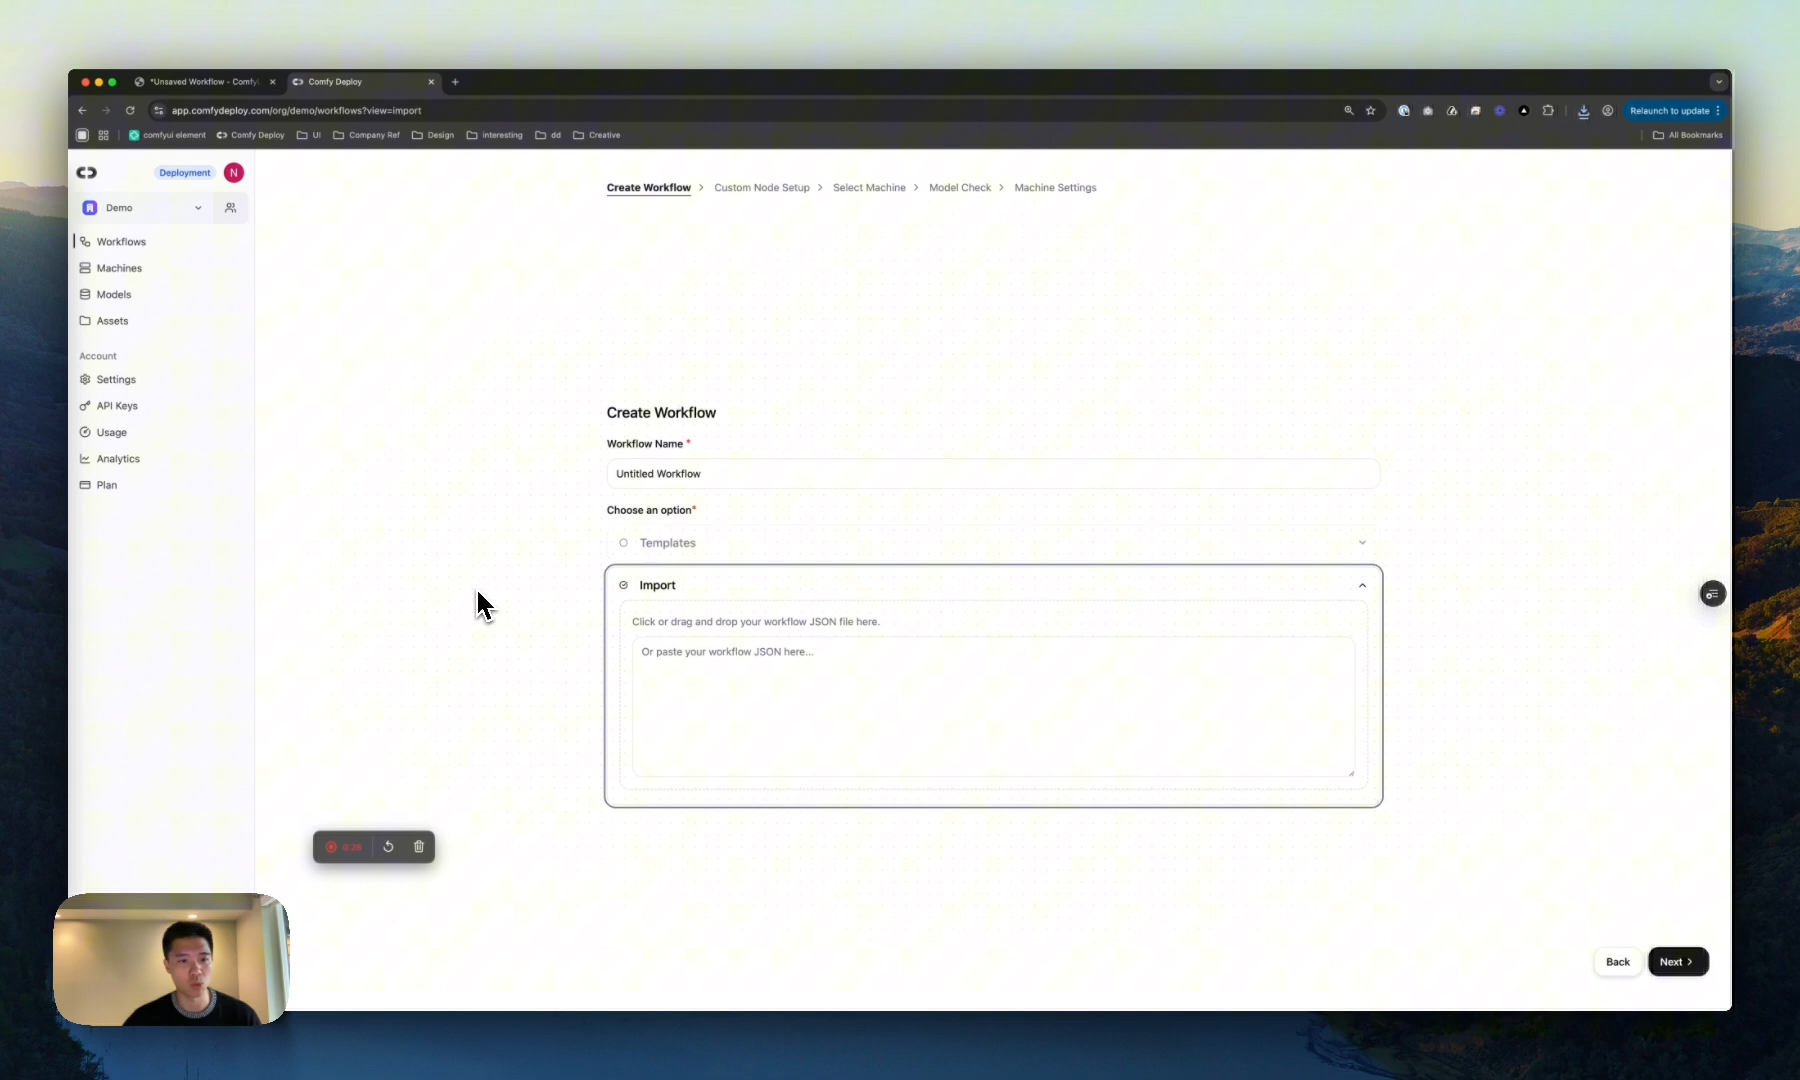 *Unsaved Workflow - Comfy
Comfy Deploy
app.comfydeploy.com/org/demo/workflows?view=import
Relaunch to update
comfyui element
Comfy Deploy
UI
Company Ref
Design
Interesting
dd
Creative
All Bookmarks
Deployment
N
Demo
Workflows
Machines
Models
Assets
Account
Settings
API Keys
Usage
Analytics
Plan
Create Workflow > Custom Node Setup > Select Machine > Model Check > Machine Settings
Create Workflow
Workflow Name *
Untitled Workflow
Choose an option*
Templates
Import
Click or drag and drop your workflow JSON file here.
Or paste your workflow JSON here...
0:26
Back
Next >